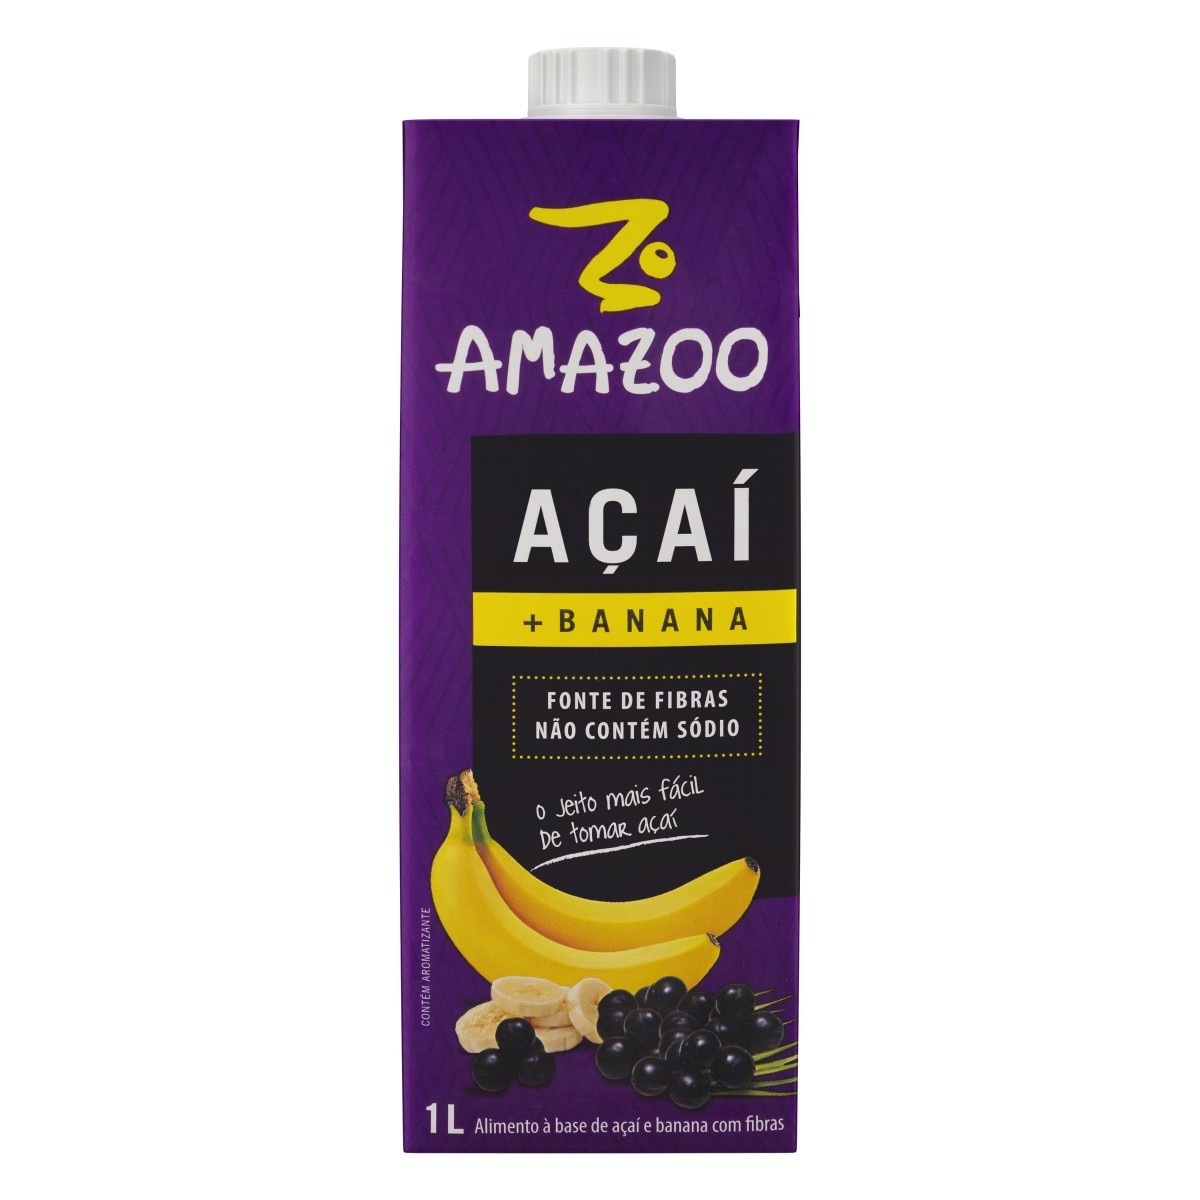 AMAZOO
AÇAÍ
+ BANANA
FONTE DE FIBRAS
NÃO CONTÉM SÓDIO
o jeito mais fácil
De tomar açaí
CONTÉM AROMATIZANTE
1L Alimento à base de açaí e banana com fibras